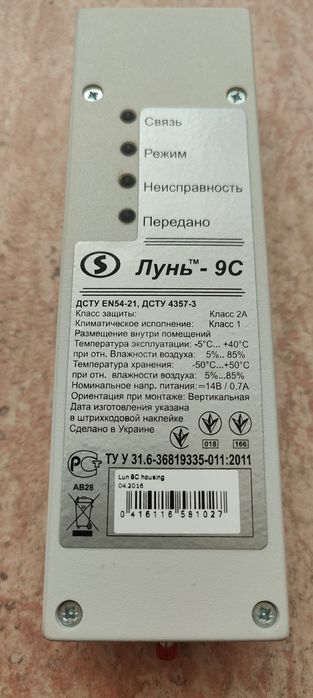 Связь
Режим
Неисправность
Передано
S Лунь™ - 9С
ДСТУ EN54-21, ДСТУ 4357-3
Класс защиты: Класс 2А
Климатическое исполнение: Класс 1
Размещение внутри помещений
Температура эксплуатации: -5°С... +40°С
при отн. Влажности воздуха: 5%.. 85%
Температура хранения: -50°С...+50°С
при отн. влажности воздуха: 5%...85%
Номинальное напр. питания: ⎓14В / 0,7А
Ориентация при монтаже: Вертикальная
Дата изготовления указана
в штрихкодовой наклейке
Сделано в Украине
018 166
РС
ТУ У 31.6-36819335-011:2011
АВ28
Lun 9C housing
04.2016
0 416116 581027